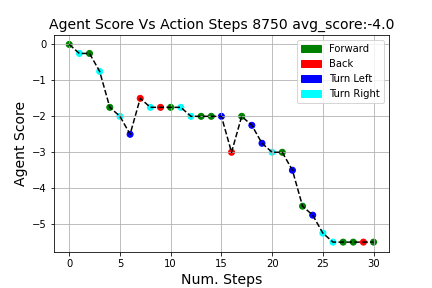 Agent Score Vs Action Steps 8750 avg_score:-4.0
Agent Score
0
−1
−2
−3
−4
−5
Forward
Back
Turn Left
Turn Right
0 5 10 15 20 25 30
Num. Steps